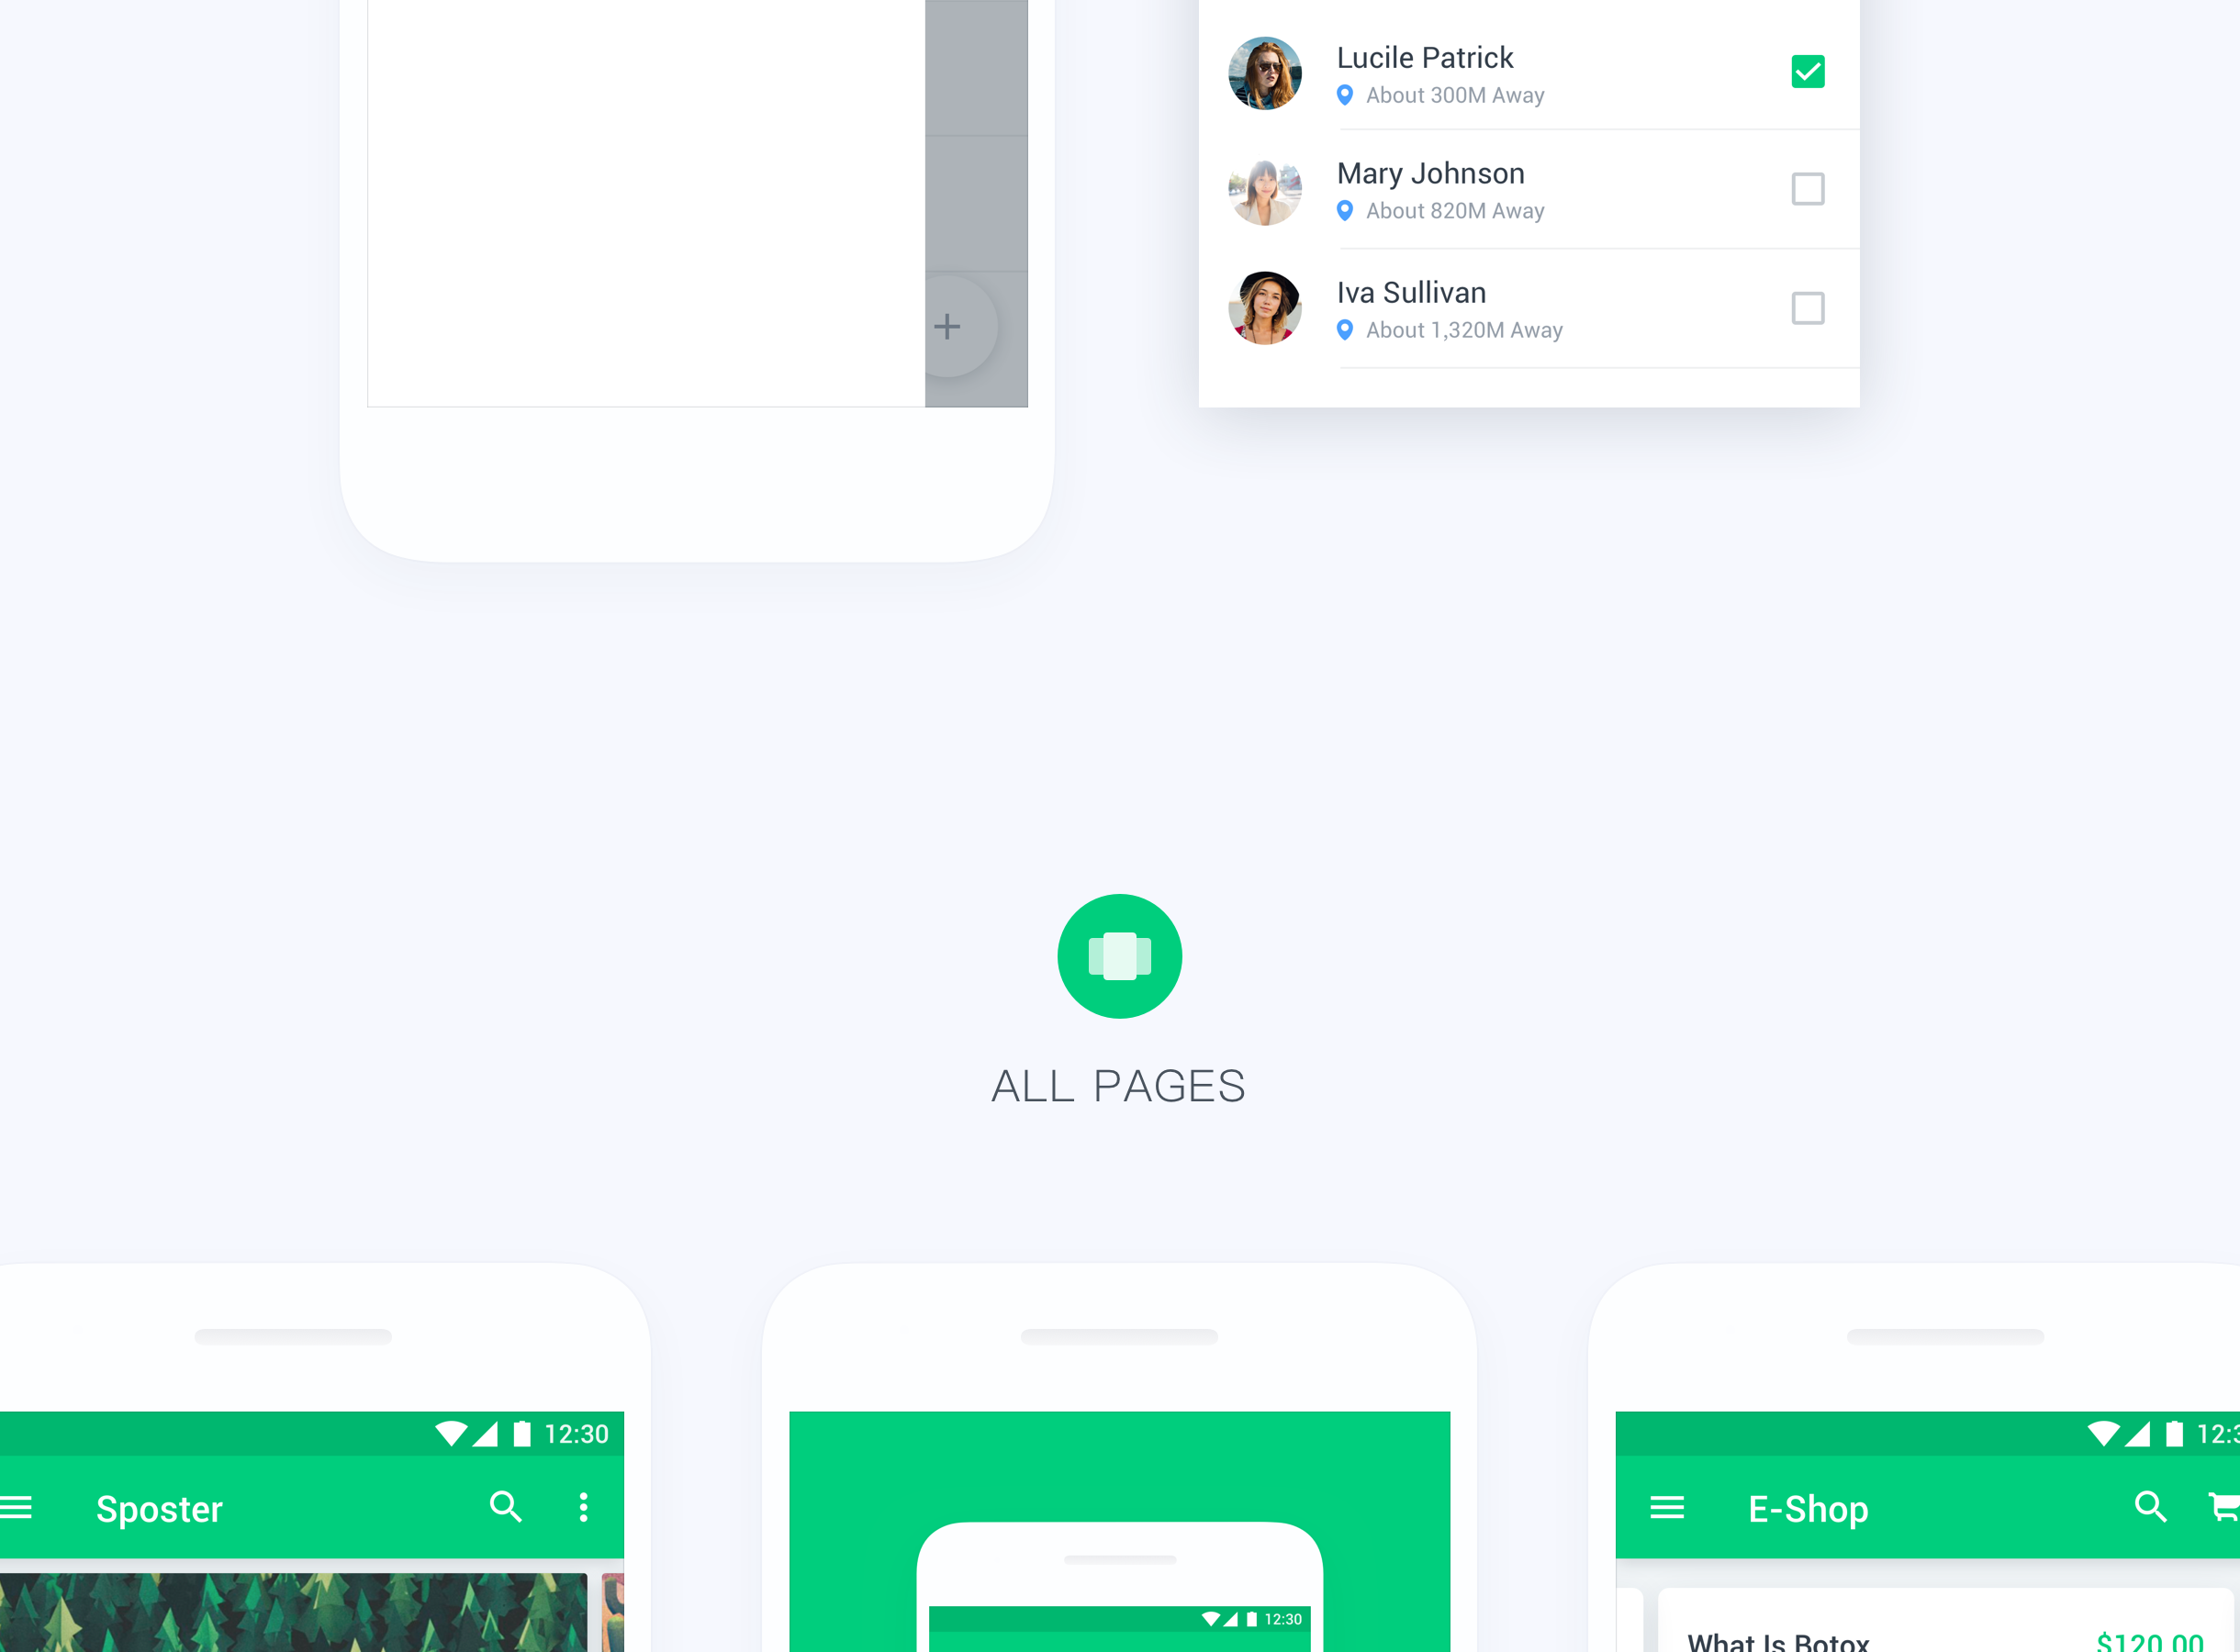 Lucile Patrick
About 300M Away
Mary Johnson
About 820M Away
Iva Sullivan
About 1,320M Away
ALL PAGES
12:30
Sposter
12:30
12:3
E-Shop
What Is Botox
$120.00